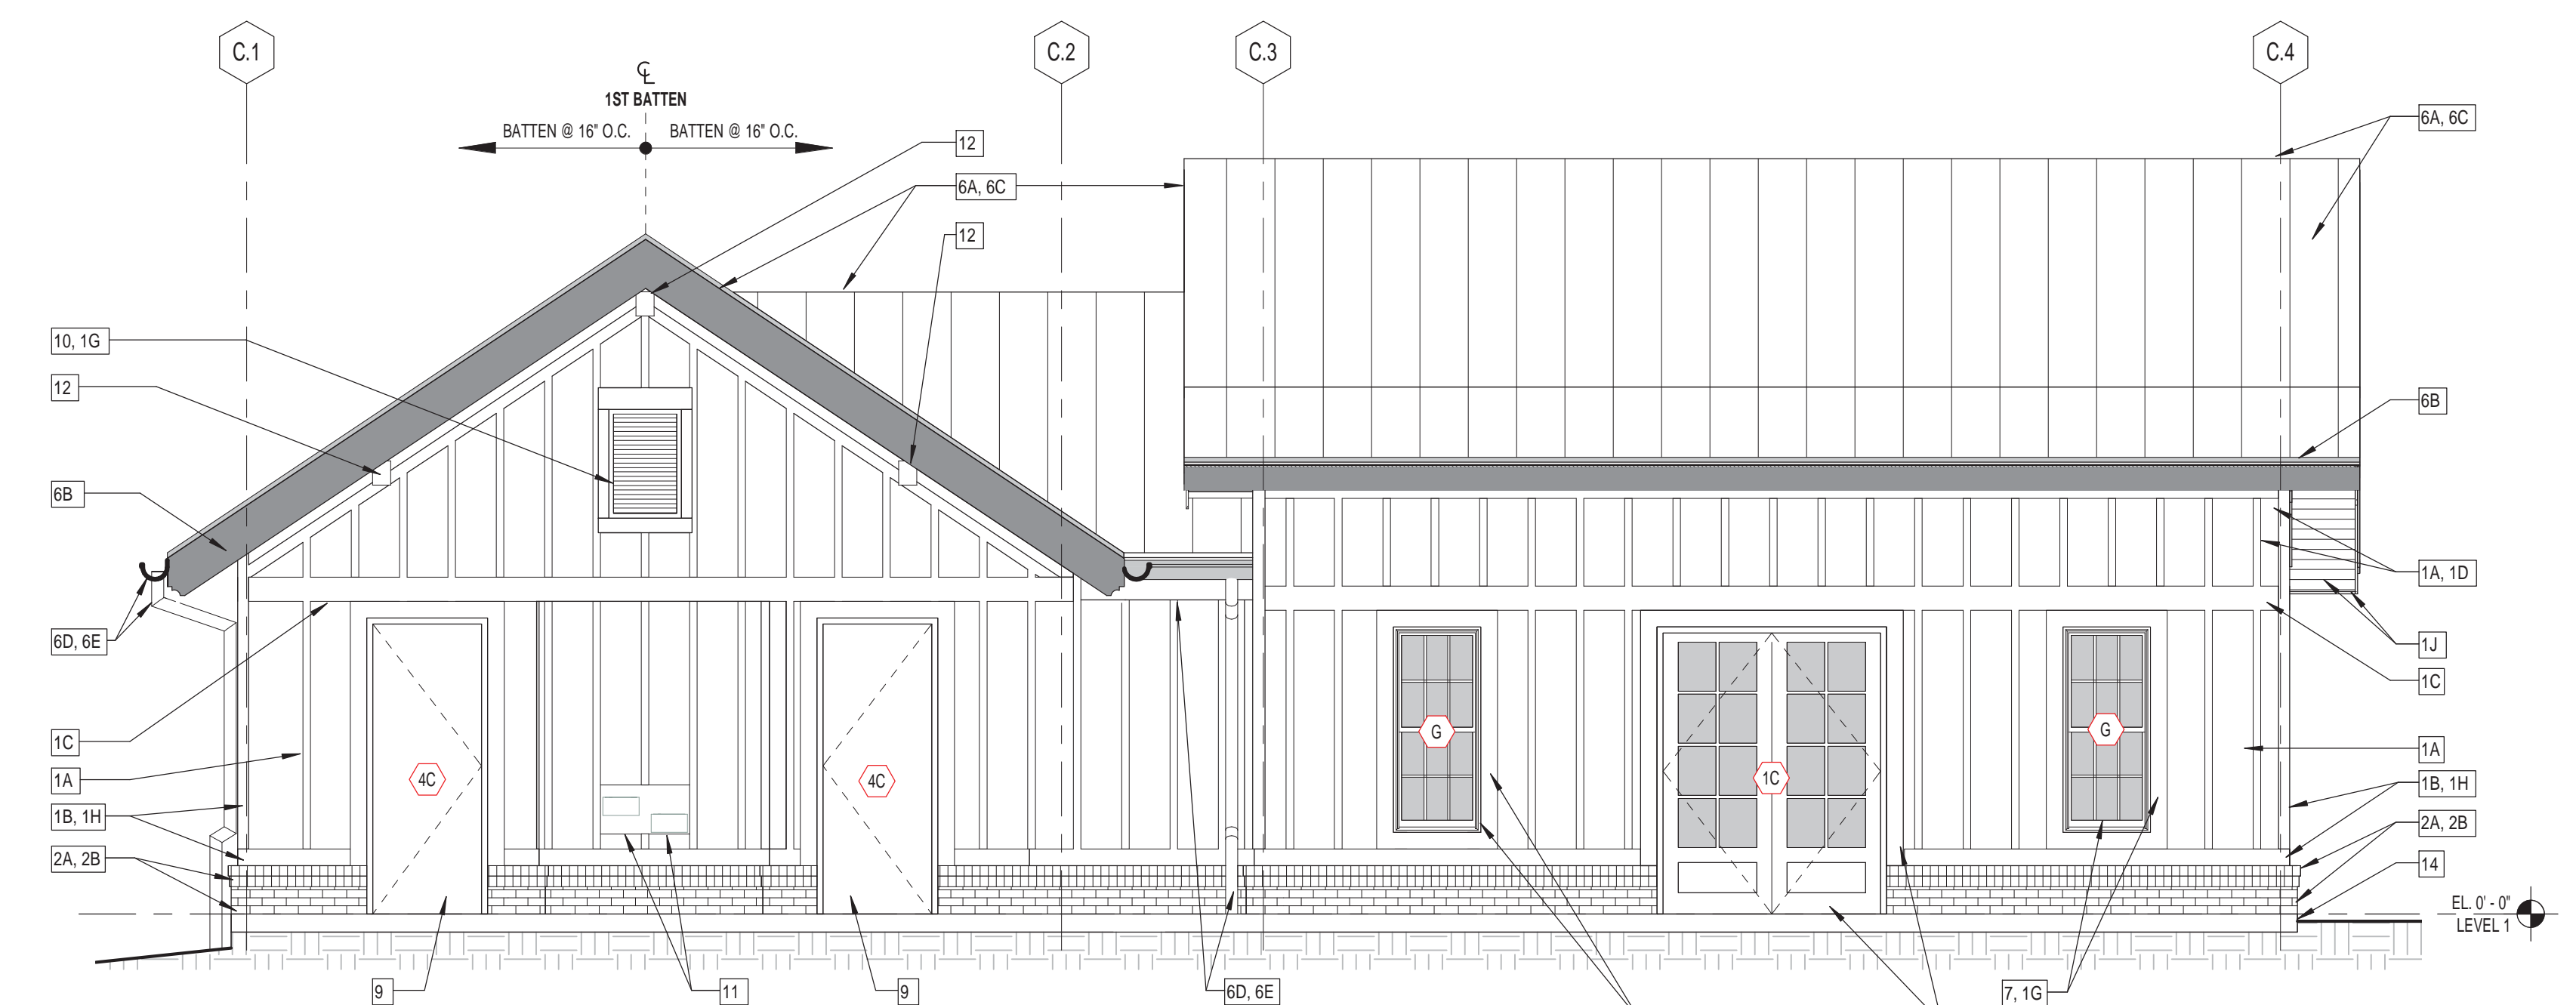 C.1
C.2
C.3
C.4
℄
1ST BATTEN
BATTEN @ 16" O.C.
BATTEN @ 16" O.C.
12
6A, 6C
12
6A, 6C
10, 1G
12
6B
6D, 6E
1C
1A
1B, 1H
2A, 2B
4C
4C
G
1C
G
6B
1A, 1D
1J
1C
1A
1B, 1H
2A, 2B
14
EL. 0' - 0"
LEVEL 1
9
11
9
6D, 6E
7, 1G